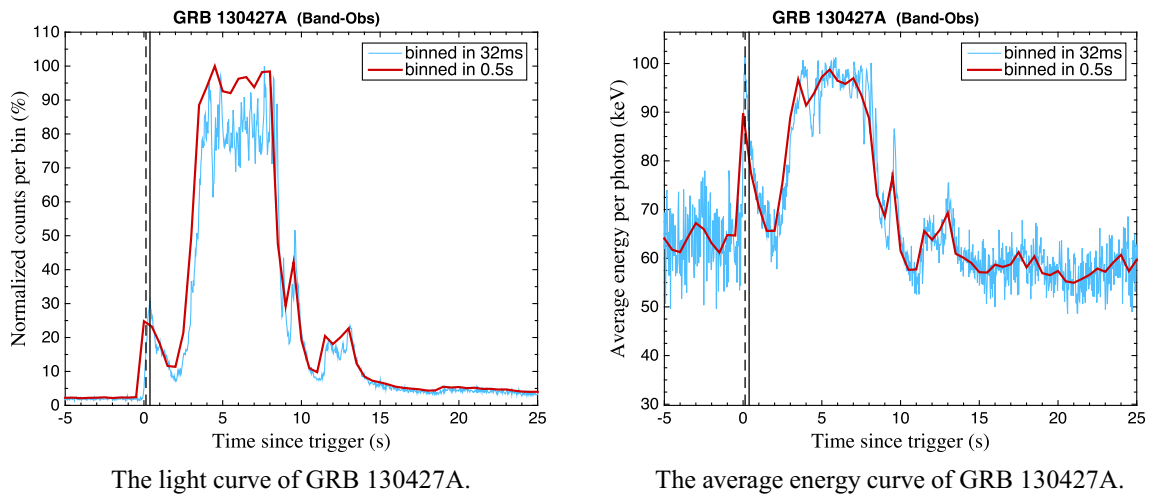 GRB 130427A (Band-Obs)
Normalized counts per bin (%)
110
100
90
80
70
60
50
40
30
20
10
0
-5 0 5 10 15 20 25
Time since trigger (s)
binned in 32ms
binned in 0.5s
The light curve of GRB 130427A.
GRB 130427A (Band-Obs)
Average energy per photon (keV)
100
90
80
70
60
50
40
30
-5 0 5 10 15 20 25
Time since trigger (s)
binned in 32ms
binned in 0.5s
The average energy curve of GRB 130427A.